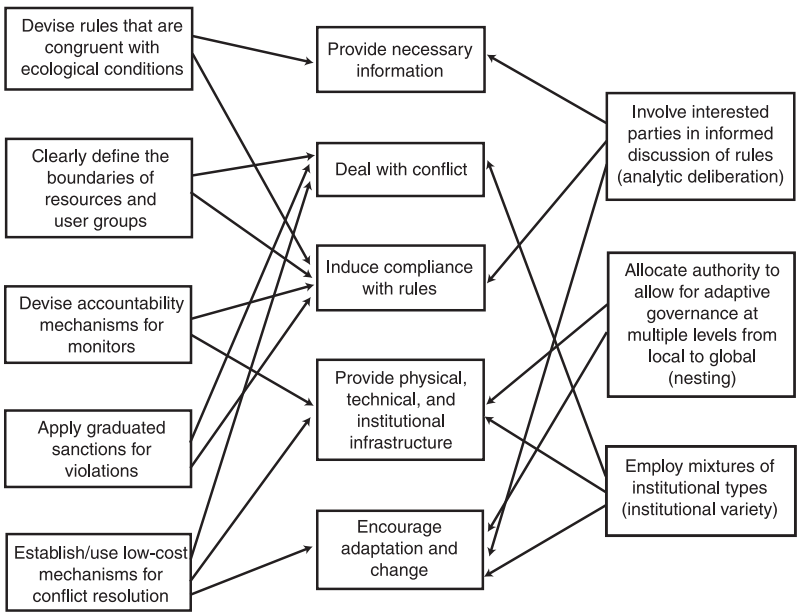 Devise rules that are
congruent with
ecological conditions
Clearly define the
boundaries of
resources and
user groups
Devise accountability
mechanisms for
monitors
Apply graduated
sanctions for
violations
Establish/use low-cost
mechanisms for
conflict resolution
Provide necessary
information
Deal with conflict
Induce compliance
with rules
Provide physical,
technical, and
institutional
infrastructure
Encourage
adaptation and
change
Involve interested
parties in informed
discussion of rules
(analytic deliberation)
Allocate authority to
allow for adaptive
governance at
multiple levels from
local to global
(nesting)
Employ mixtures of
institutional types
(institutional variety)